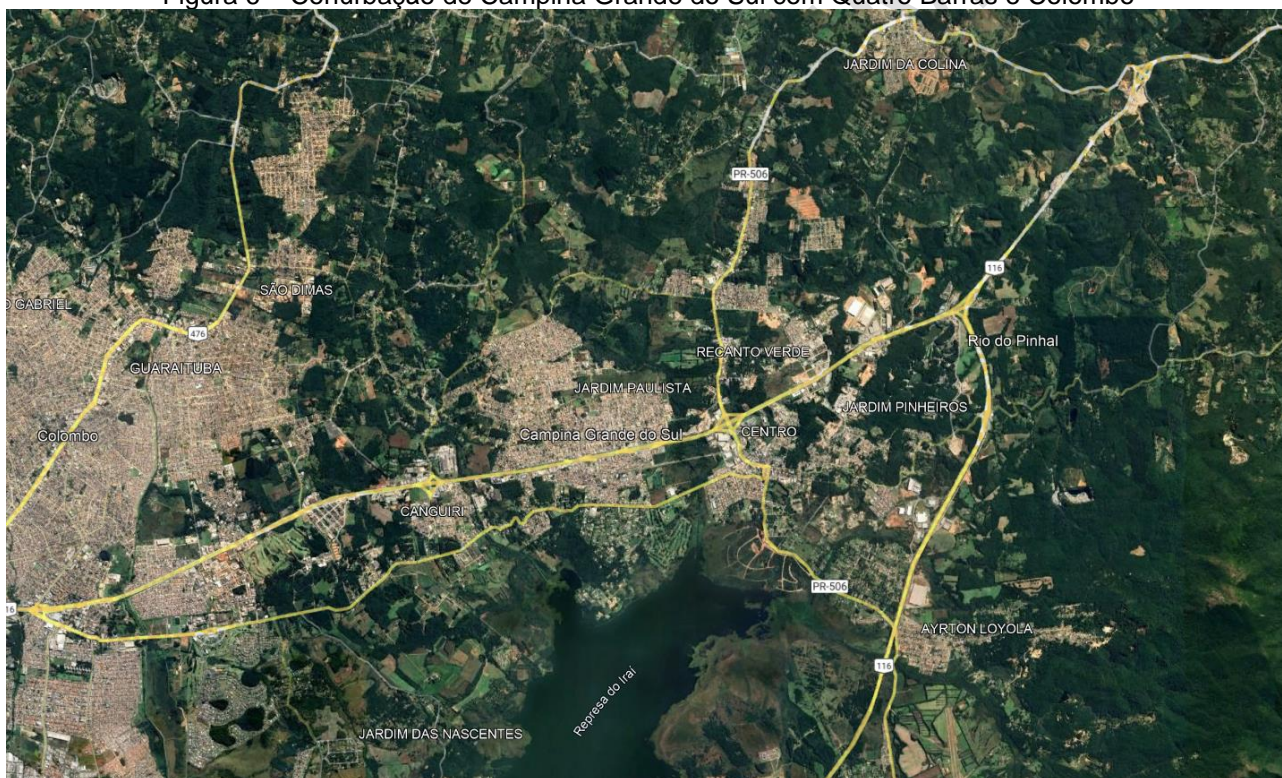 Figura 6 – Conurbação de Campina Grande do Sul com Quatro Barras e Colombo
JARDIM DA COLINA
PR-506
116
SÃO DIMAS
O GABRIEL
476
GUARAITUBA
RECANTO VERDE
Rio do Pinhal
JARDIM PAULISTA
JARDIM PINHEIROS
Colombo
Campina Grande do Sul
CENTRO
CANGUIRI
PR-506
16
AYRTON LOYOLA
116
Represa do Iraí
JARDIM DAS NASCENTES